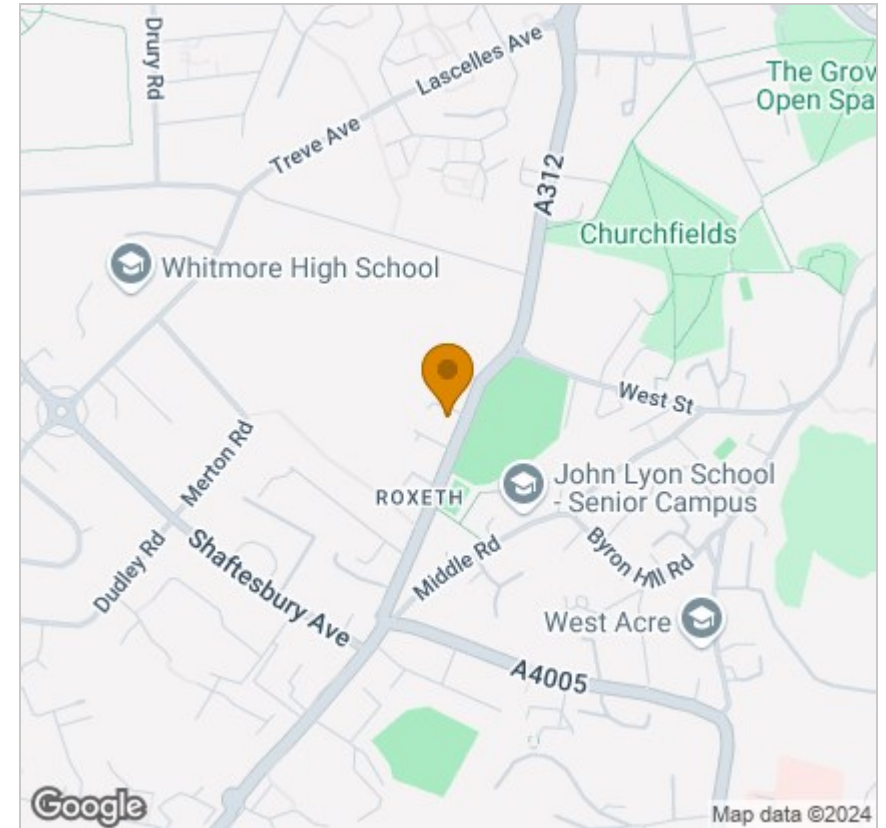 Drury Rd
Lascelles Ave
The Grov
Open Spa
Treve Ave
A312
Churchfields
Whitmore High School
West St
Merton Rd
John Lyon School
- Senior Campus
ROXETH
Dudley Rd
Shaftesbury Ave
Middle Rd
Byron Hill Rd
West Acre
A4005
Google
Map data ©2024